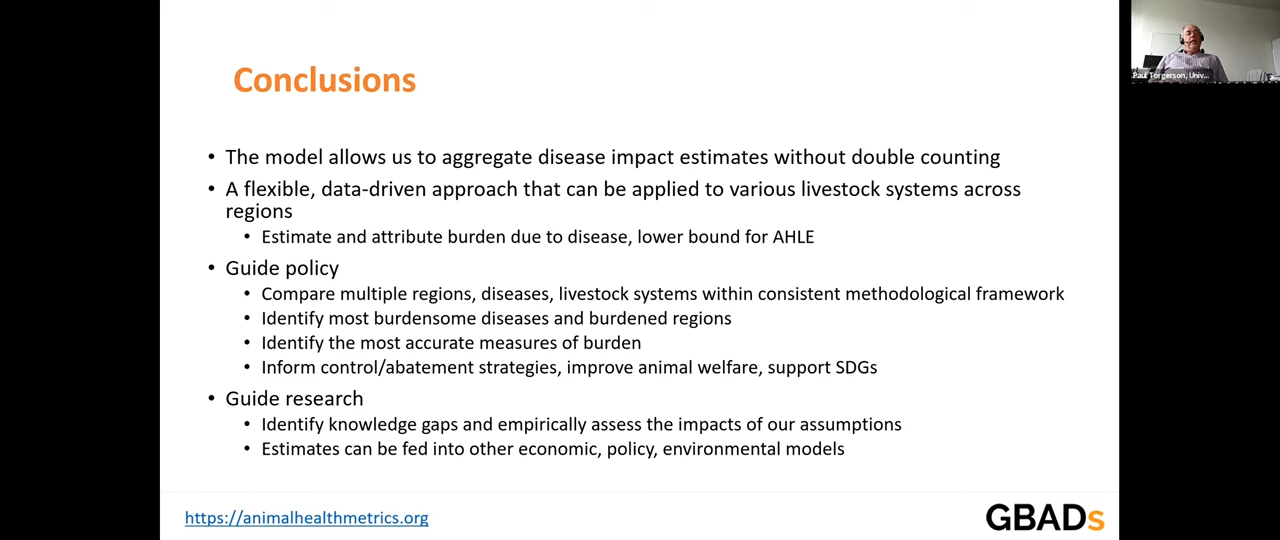 Conclusions
Paul Torgerson, Univ...
• The model allows us to aggregate disease impact estimates without double counting
• A flexible, data-driven approach that can be applied to various livestock systems across
regions
• Estimate and attribute burden due to disease, lower bound for AHLE
• Guide policy
• Compare multiple regions, diseases, livestock systems within consistent methodological framework
• Identify most burdensome diseases and burdened regions
• Identify the most accurate measures of burden
• Inform control/abatement strategies, improve animal welfare, support SDGs
• Guide research
• Identify knowledge gaps and empirically assess the impacts of our assumptions
• Estimates can be fed into other economic, policy, environmental models
https://animalhealthmetrics.org
GBADs